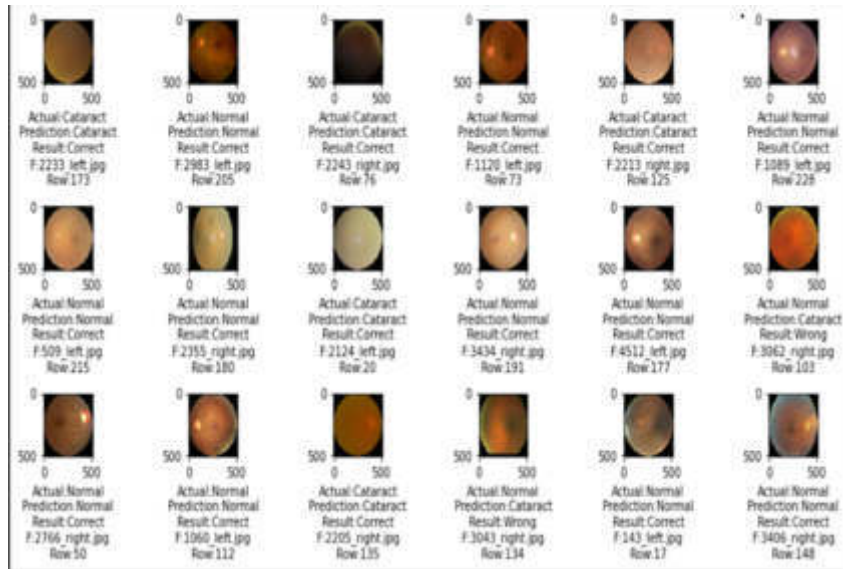 0
500
0 500
Actual:Cataract
Prediction:Cataract
Result:Correct
F:2233_left.jpg
Row:173
0
500
0 500
Actual:Normal
Prediction:Normal
Result:Correct
F:2983_left.jpg
Row:205
0
500
0 500
Actual:Cataract
Prediction:Cataract
Result:Correct
F:2243_right.jpg
Row:76
0
500
0 500
Actual:Normal
Prediction:Normal
Result:Correct
F:1120_left.jpg
Row:73
0
500
0 500
Actual:Cataract
Prediction:Cataract
Result:Correct
F:2213_right.jpg
Row:125
0
500
0 500
Actual:Normal
Prediction:Normal
Result:Correct
F:1089_left.jpg
Row:228
0
500
0 500
Actual:Normal
Prediction:Normal
Result:Correct
F:509_left.jpg
Row:215
0
500
0 500
Actual:Normal
Prediction:Normal
Result:Correct
F:2355_right.jpg
Row:180
0
500
0 500
Actual:Cataract
Prediction:Cataract
Result:Correct
F:2124_left.jpg
Row:20
0
500
0 500
Actual:Normal
Prediction:Normal
Result:Correct
F:3434_right.jpg
Row:191
0
500
0 500
Actual:Normal
Prediction:Normal
Result:Correct
F:4512_left.jpg
Row:177
0
500
0 500
Actual:Normal
Prediction:Cataract
Result:Wrong
F:3062_right.jpg
Row:103
0
500
0 500
Actual:Normal
Prediction:Normal
Result:Correct
F:2766_right.jpg
Row:50
0
500
0 500
Actual:Normal
Prediction:Normal
Result:Correct
F:1060_left.jpg
Row:112
0
500
0 500
Actual:Cataract
Prediction:Cataract
Result:Correct
F:2205_right.jpg
Row:135
0
500
0 500
Actual:Normal
Prediction:Cataract
Result:Wrong
F:3043_right.jpg
Row:134
0
500
0 500
Actual:Normal
Prediction:Normal
Result:Correct
F:143_left.jpg
Row:17
0
500
0 500
Actual:Normal
Prediction:Normal
Result:Correct
F:3406_right.jpg
Row:148